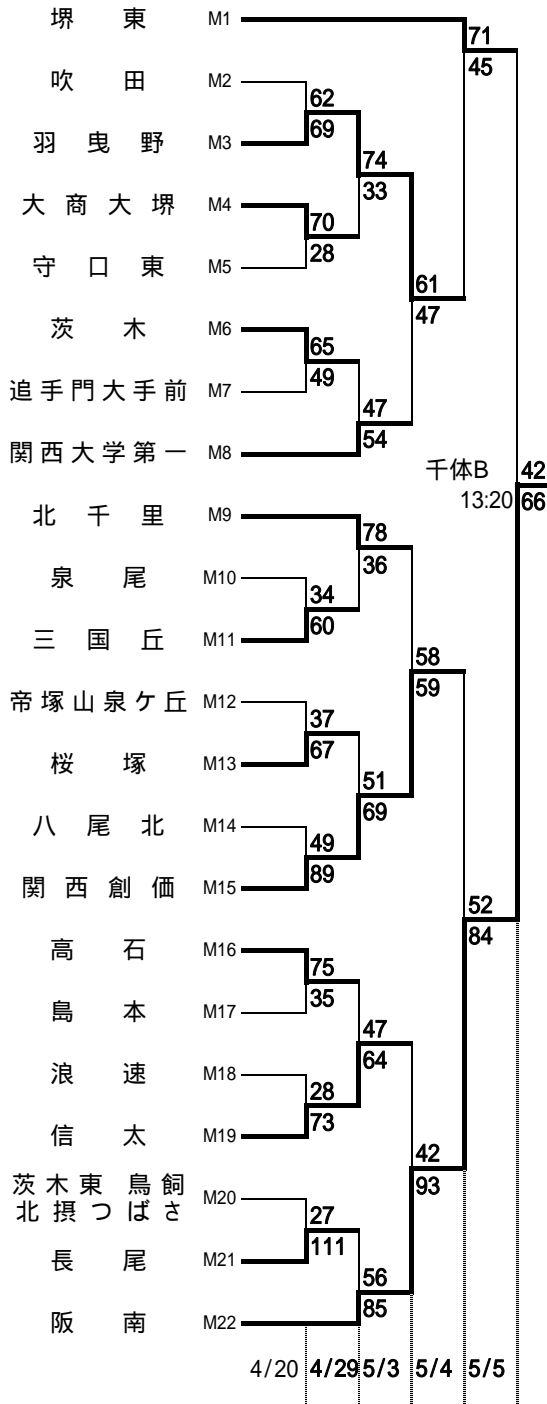 堺東 M1
71
45
吹田 M2
62
69
羽曳野 M3
74
33
大商大堺 M4
70
28
守口東 M5
61
47
茨木 M6
65
49
追手門大手前 M7
47
54
関西大学第一 M8
千体B 42
13:20 66
北千里 M9
78
36
泉尾 M10
34
60
三国丘 M11
58
59
帝塚山泉ケ丘 M12
37
67
桜塚 M13
51
69
八尾北 M14
49
89
関西創価 M15
52
84
高石 M16
75
35
島本 M17
47
64
浪速 M18
28
73
信太 M19
42
93
茨木東 鳥飼
北摂つばさ M20
27
111
長尾 M21
56
85
阪南 M22
4/20 4/29 5/3 5/4 5/5